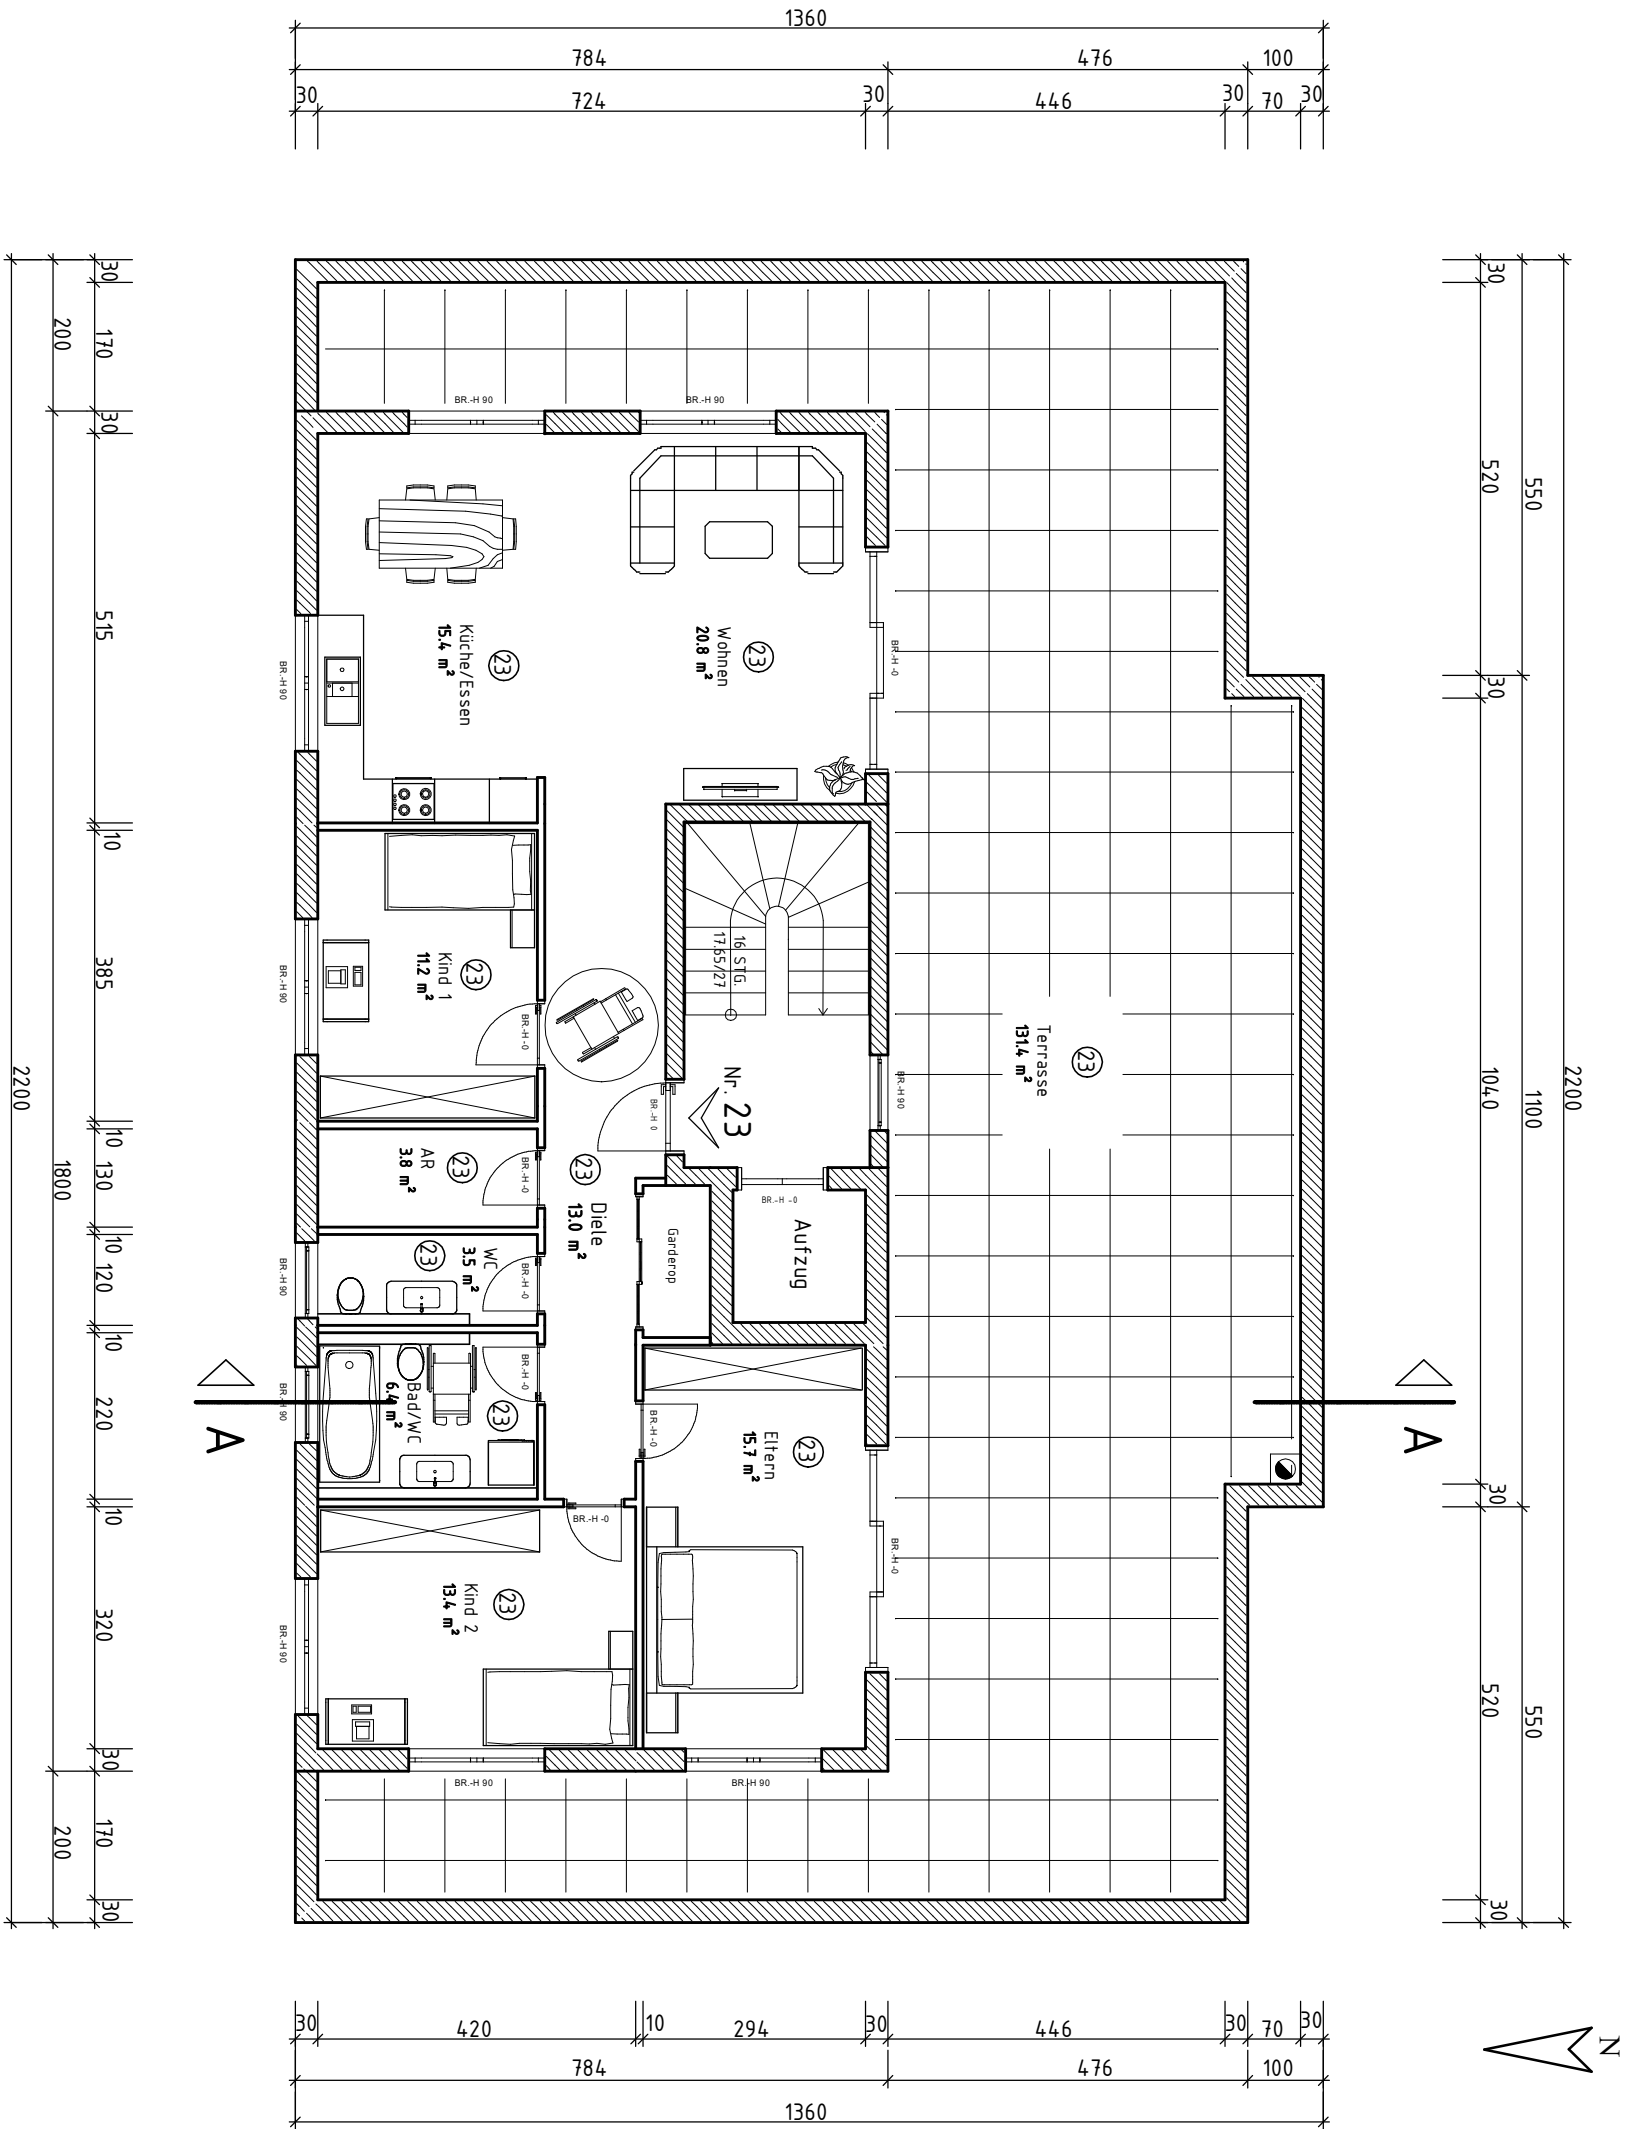 1360
784
476
100
30
724
30
446
30
70
30
2200
550
1100
550
30
520
30
1040
30
520
30
30
170
30
515
10
385
10
130
10
120
10
220
10
320
30
170
30
200
1800
200
2200
BR.-H 90
BR.-H 90
Wohnen
20.8 m²
23
BR.-H -0
Küche/Essen
15.4 m²
23
BR.-H 90
16 STG.
17.65/27
Kind 1
11.2 m²
23
BR.-H 90
BR.-H -0
Terrasse
131.4 m²
23
BR.-H 90
Nr. 23
BR.-H 0
AR
3.8 m²
23
BR.-H -0
23
Diele
13.0 m²
BR.-H -0
Aufzug
Garderop
WC
3.5 m²
23
BR.-H -0
BR.-H 90
Bad/WC
6.4 m²
23
BR.-H -0
BR.-H 90
A
A
BR.-H -0
Eltern
15.7 m²
23
BR.-H -0
BR.-H -0
Kind 2
13.4 m²
23
BR.-H 90
BR.-H 90
BR.-H 90
30
420
10
294
30
446
30
70
30
784
476
100
1360
N